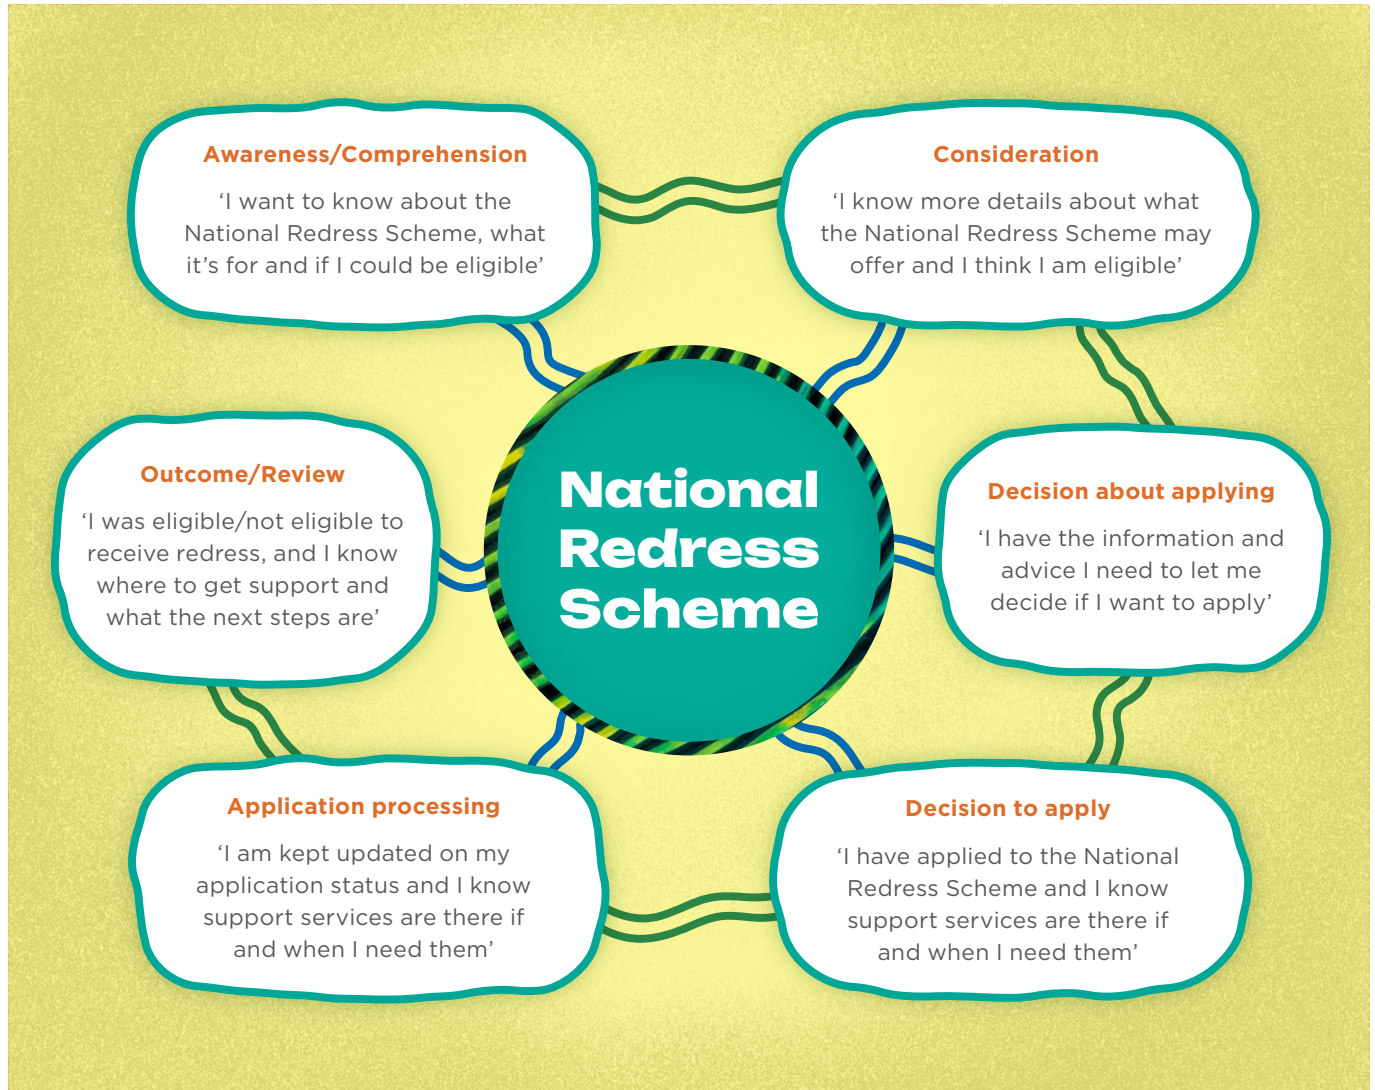 Awareness/Comprehension
‘I want to know about the
National Redress Scheme, what
it’s for and if I could be eligible’
Consideration
‘I know more details about what
the National Redress Scheme may
offer and I think I am eligible’
Decision about applying
‘I have the information and
advice I need to let me
decide if I want to apply’
Decision to apply
‘I have applied to the National
Redress Scheme and I know
support services are there if
and when I need them’
Application processing
‘I am kept updated on my
application status and I know
support services are there if
and when I need them’
Outcome/Review
‘I was eligible/not eligible to
receive redress, and I know
where to get support and
what the next steps are’
National
Redress
Scheme